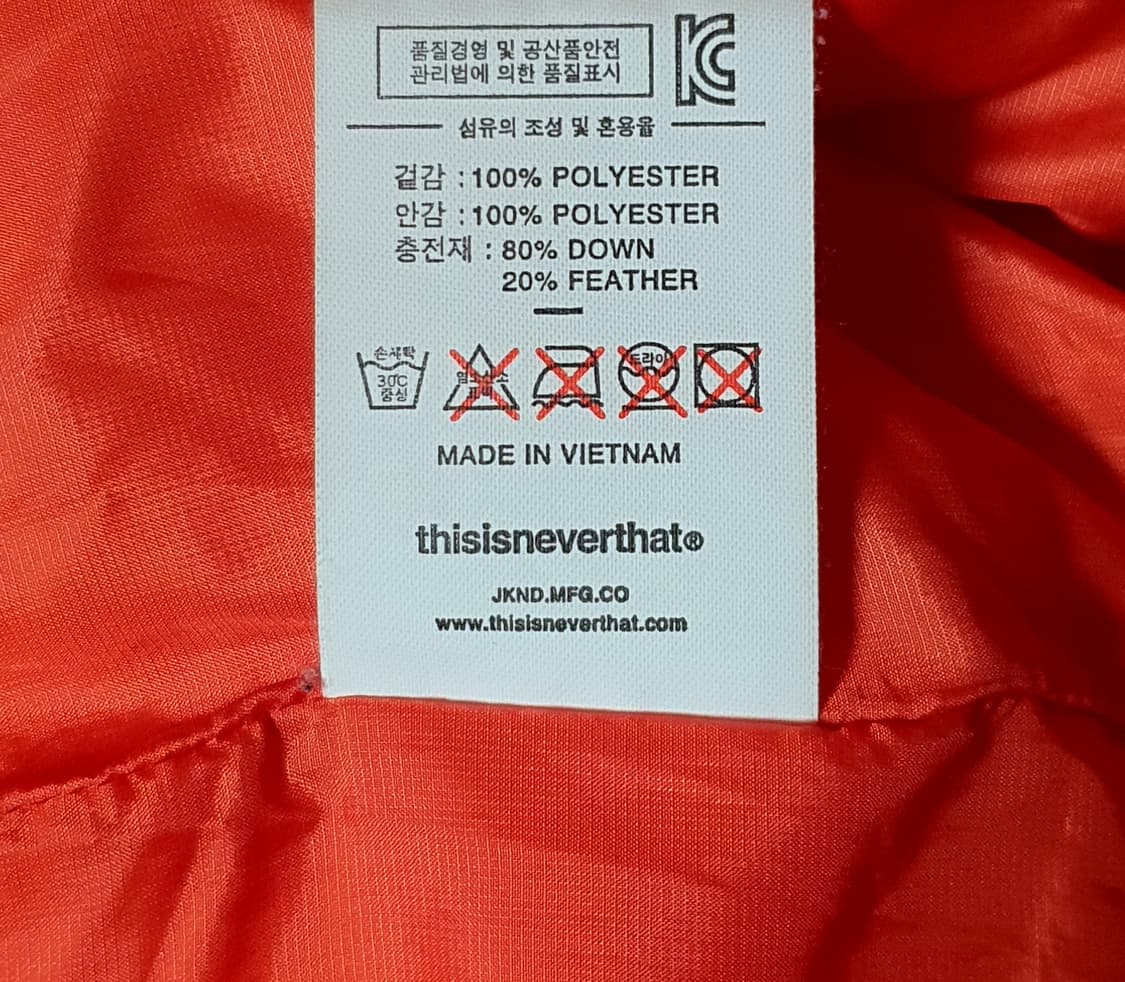 품질경영 및 공산품안전
관리법에 의한 품질표시
섬유의 조성 및 혼용율
겉감 : 100% POLYESTER
안감 : 100% POLYESTER
충전재 : 80% DOWN
20% FEATHER
손세탁
30℃
중성
드라이
MADE IN VIETNAM
thisisneverthat®
JKND.MFG.CO
www.thisisneverthat.com